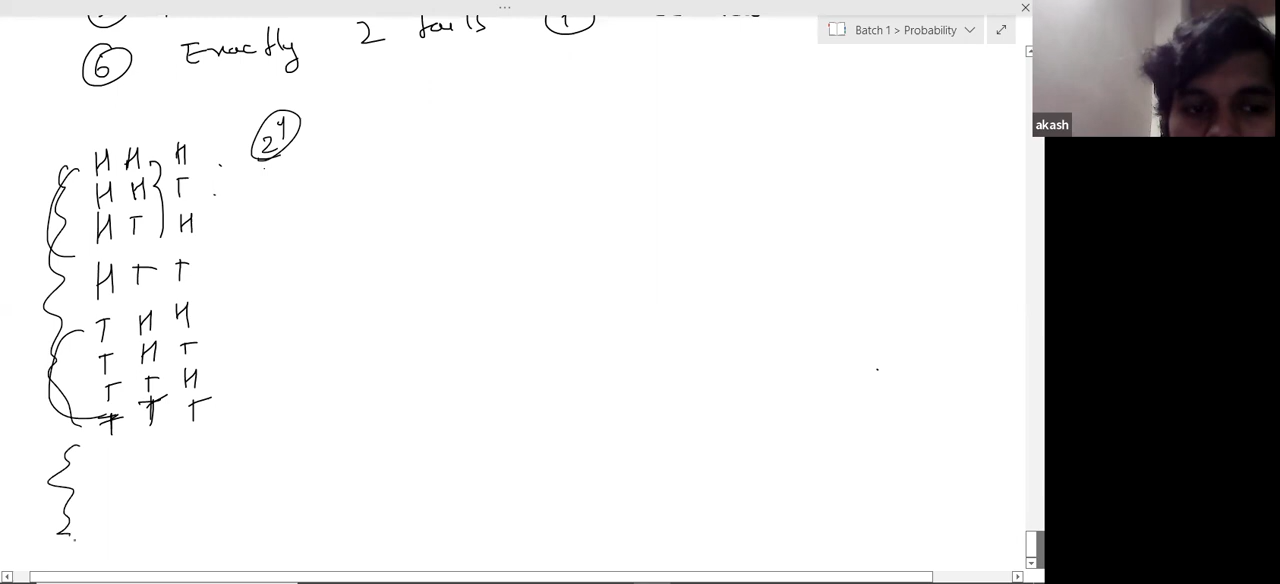 Batch 1 > Probability
6 Exactly 2 tails
akash
2^4
H H H
H H T
H T H
H T T
T H H
T H T
T T H
T T T